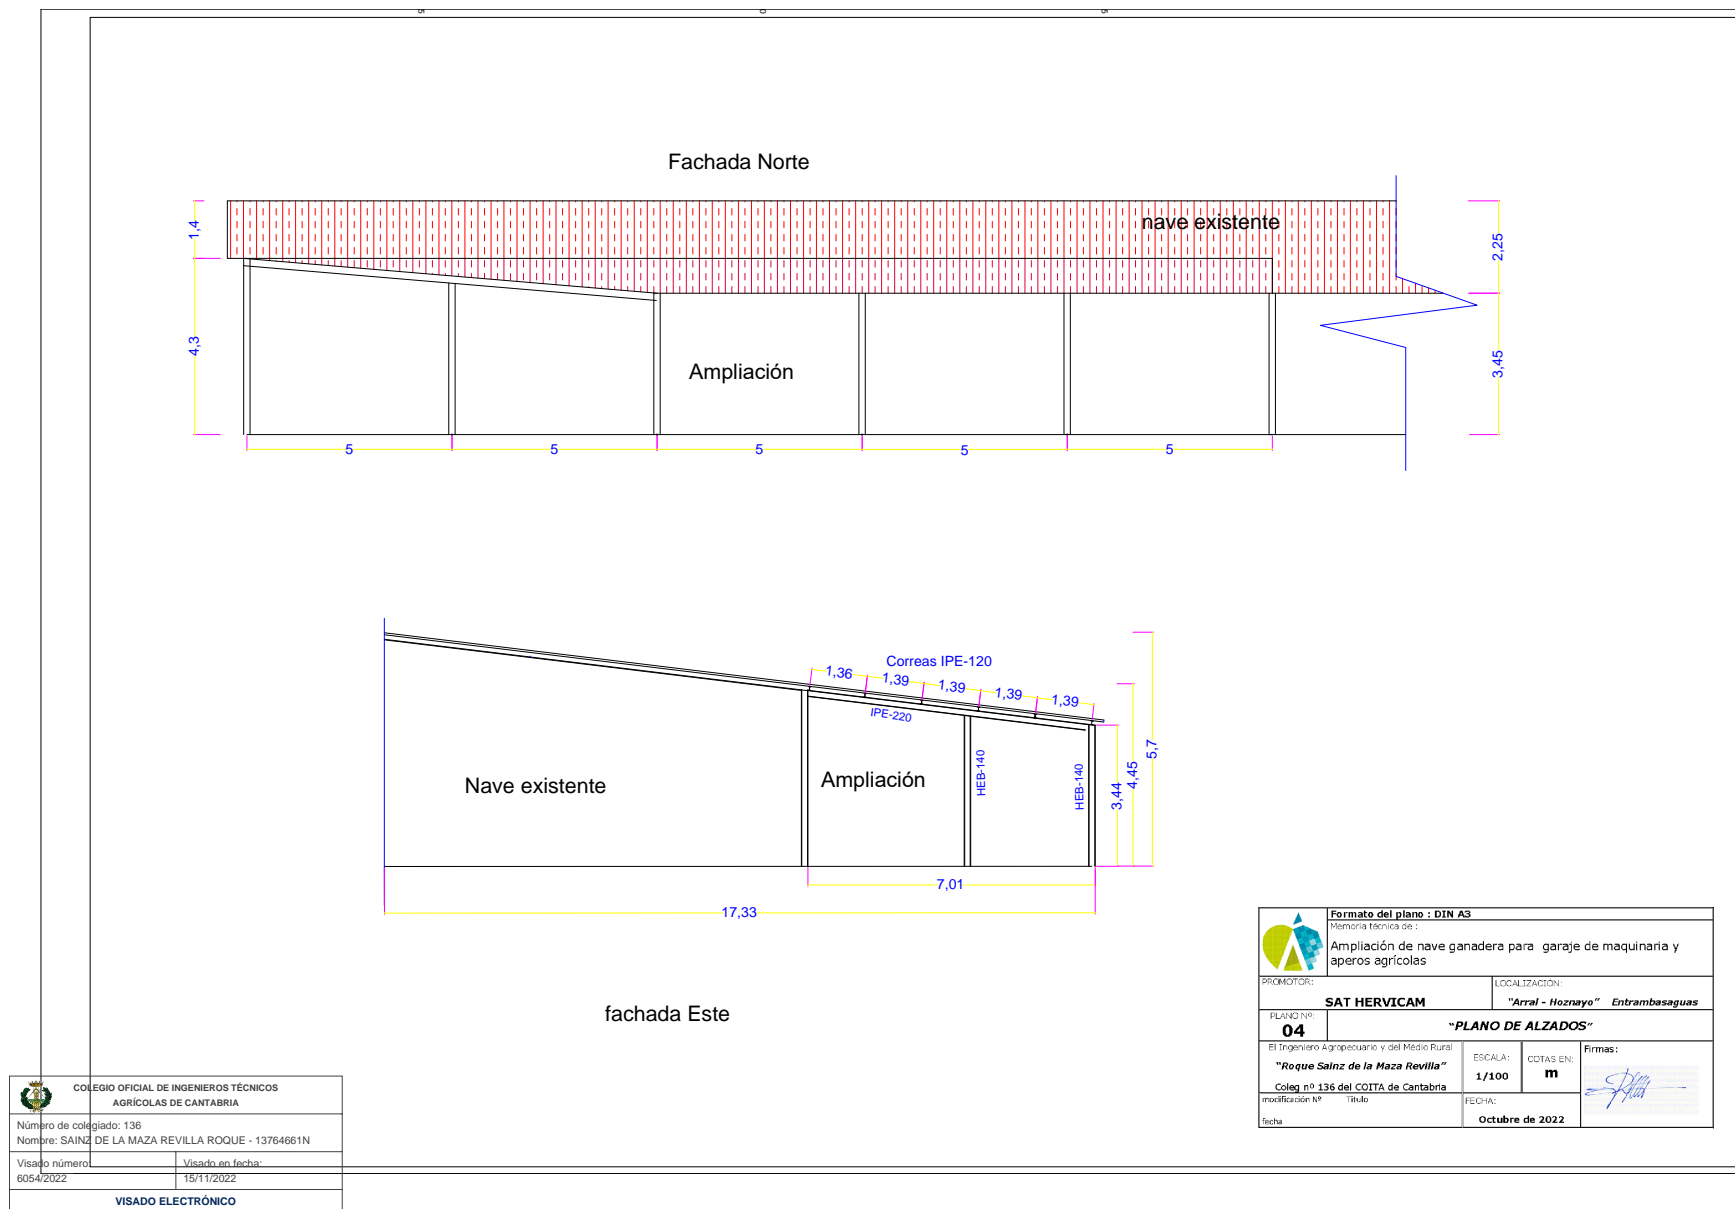 5
0
5
Fachada Norte
nave existente
1,4
4,3
2,25
3,45
Ampliación
5
5
5
5
5
Correas IPE-120
1,36
1,39
1,39
1,39
1,39
IPE-220
Nave existente
Ampliación
HEB-140
HEB-140
3,44
4,45
5,7
7,01
17,33
fachada Este
Formato del plano : DIN A3
Memoria técnica de :
Ampliación de nave ganadera para garaje de maquinaria y
aperos agrícolas
PROMOTOR:
SAT HERVICAM
LOCALIZACIÓN:
"Arral - Hoznayo" Entrambasaguas
PLANO Nº:
04
"PLANO DE ALZADOS"
El Ingeniero Agropecuario y del Médio Rural
"Roque Sainz de la Maza Revilla"
Coleg nº 136 del COITA de Cantabria
ESCALA:
1/100
COTAS EN:
m
Firmas:
modificación Nº Titulo
fecha
FECHA:
Octubre de 2022
COLEGIO OFICIAL DE INGENIEROS TÉCNICOS
AGRÍCOLAS DE CANTABRIA
Número de colegiado: 136
Nombre: SAINZ DE LA MAZA REVILLA ROQUE - 13764661N
Visado número:
6054/2022
Visado en fecha:
15/11/2022
VISADO ELECTRÓNICO